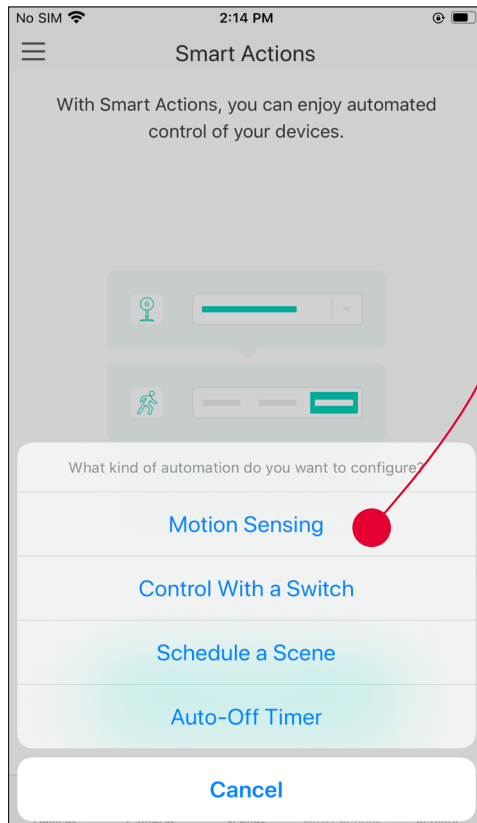 No SIM 2:14 PM
Smart Actions
With Smart Actions, you can enjoy automated
control of your devices.
What kind of automation do you want to configure?
Motion Sensing
Control With a Switch
Schedule a Scene
Auto-Off Timer
Cancel